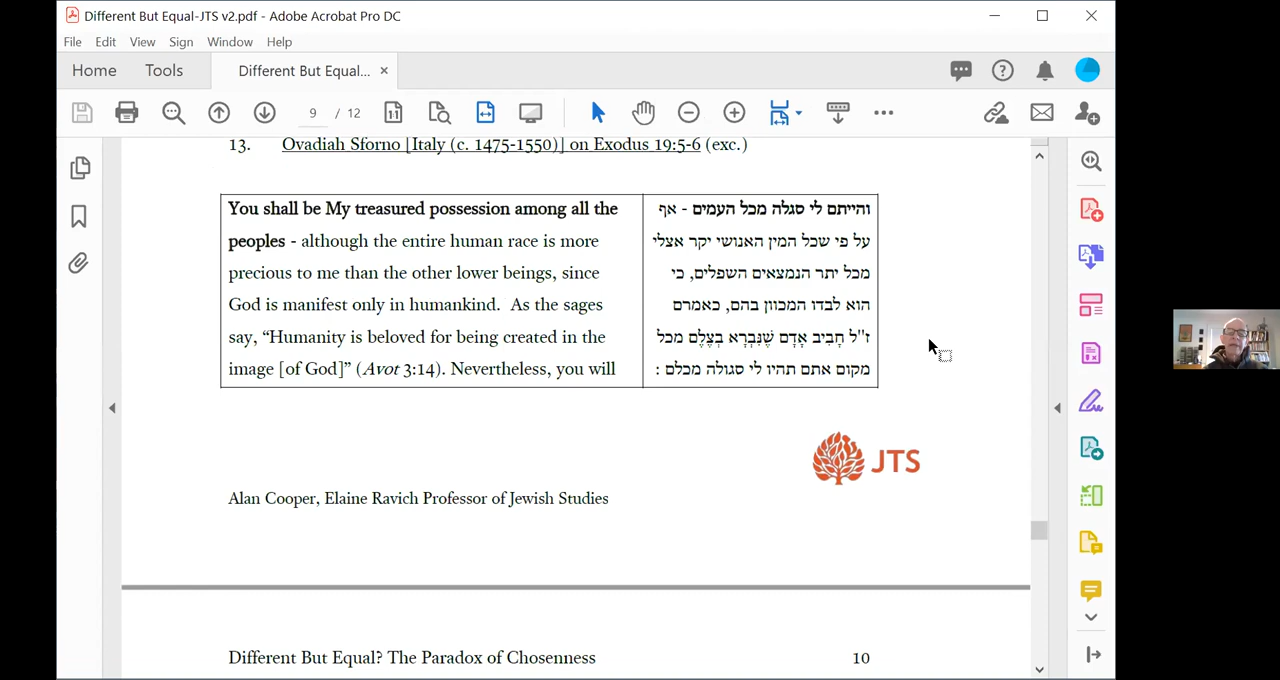 Different But Equal-JTS v2.pdf - Adobe Acrobat Pro DC
File Edit View Sign Window Help
Home Tools Different But Equal... ×
9 / 12
13. Ovadiah Sforno [Italy (c. 1475-1550)] on Exodus 19:5-6 (exc.)
You shall be My treasured possession among all the
peoples - although the entire human race is more
precious to me than the other lower beings, since
God is manifest only in humankind. As the sages
say, “Humanity is beloved for being created in the
image [of God]” (Avot 3:14). Nevertheless, you will
והייתם לי סגלה מכל העמים - אף
על פי שכל המין האנושי יקר אצלי
מכל יתר הנמצאים השפלים, כי
הוא לבדו המכוון בהם, כאמרם
ז"ל חָבִיב אָדָם שֶׁנִּבְרָא בְצֶלֶם מכל
מקום אתם תהיו לי סגולה מכלם :
JTS
Alan Cooper, Elaine Ravich Professor of Jewish Studies
Different But Equal? The Paradox of Chosenness 10